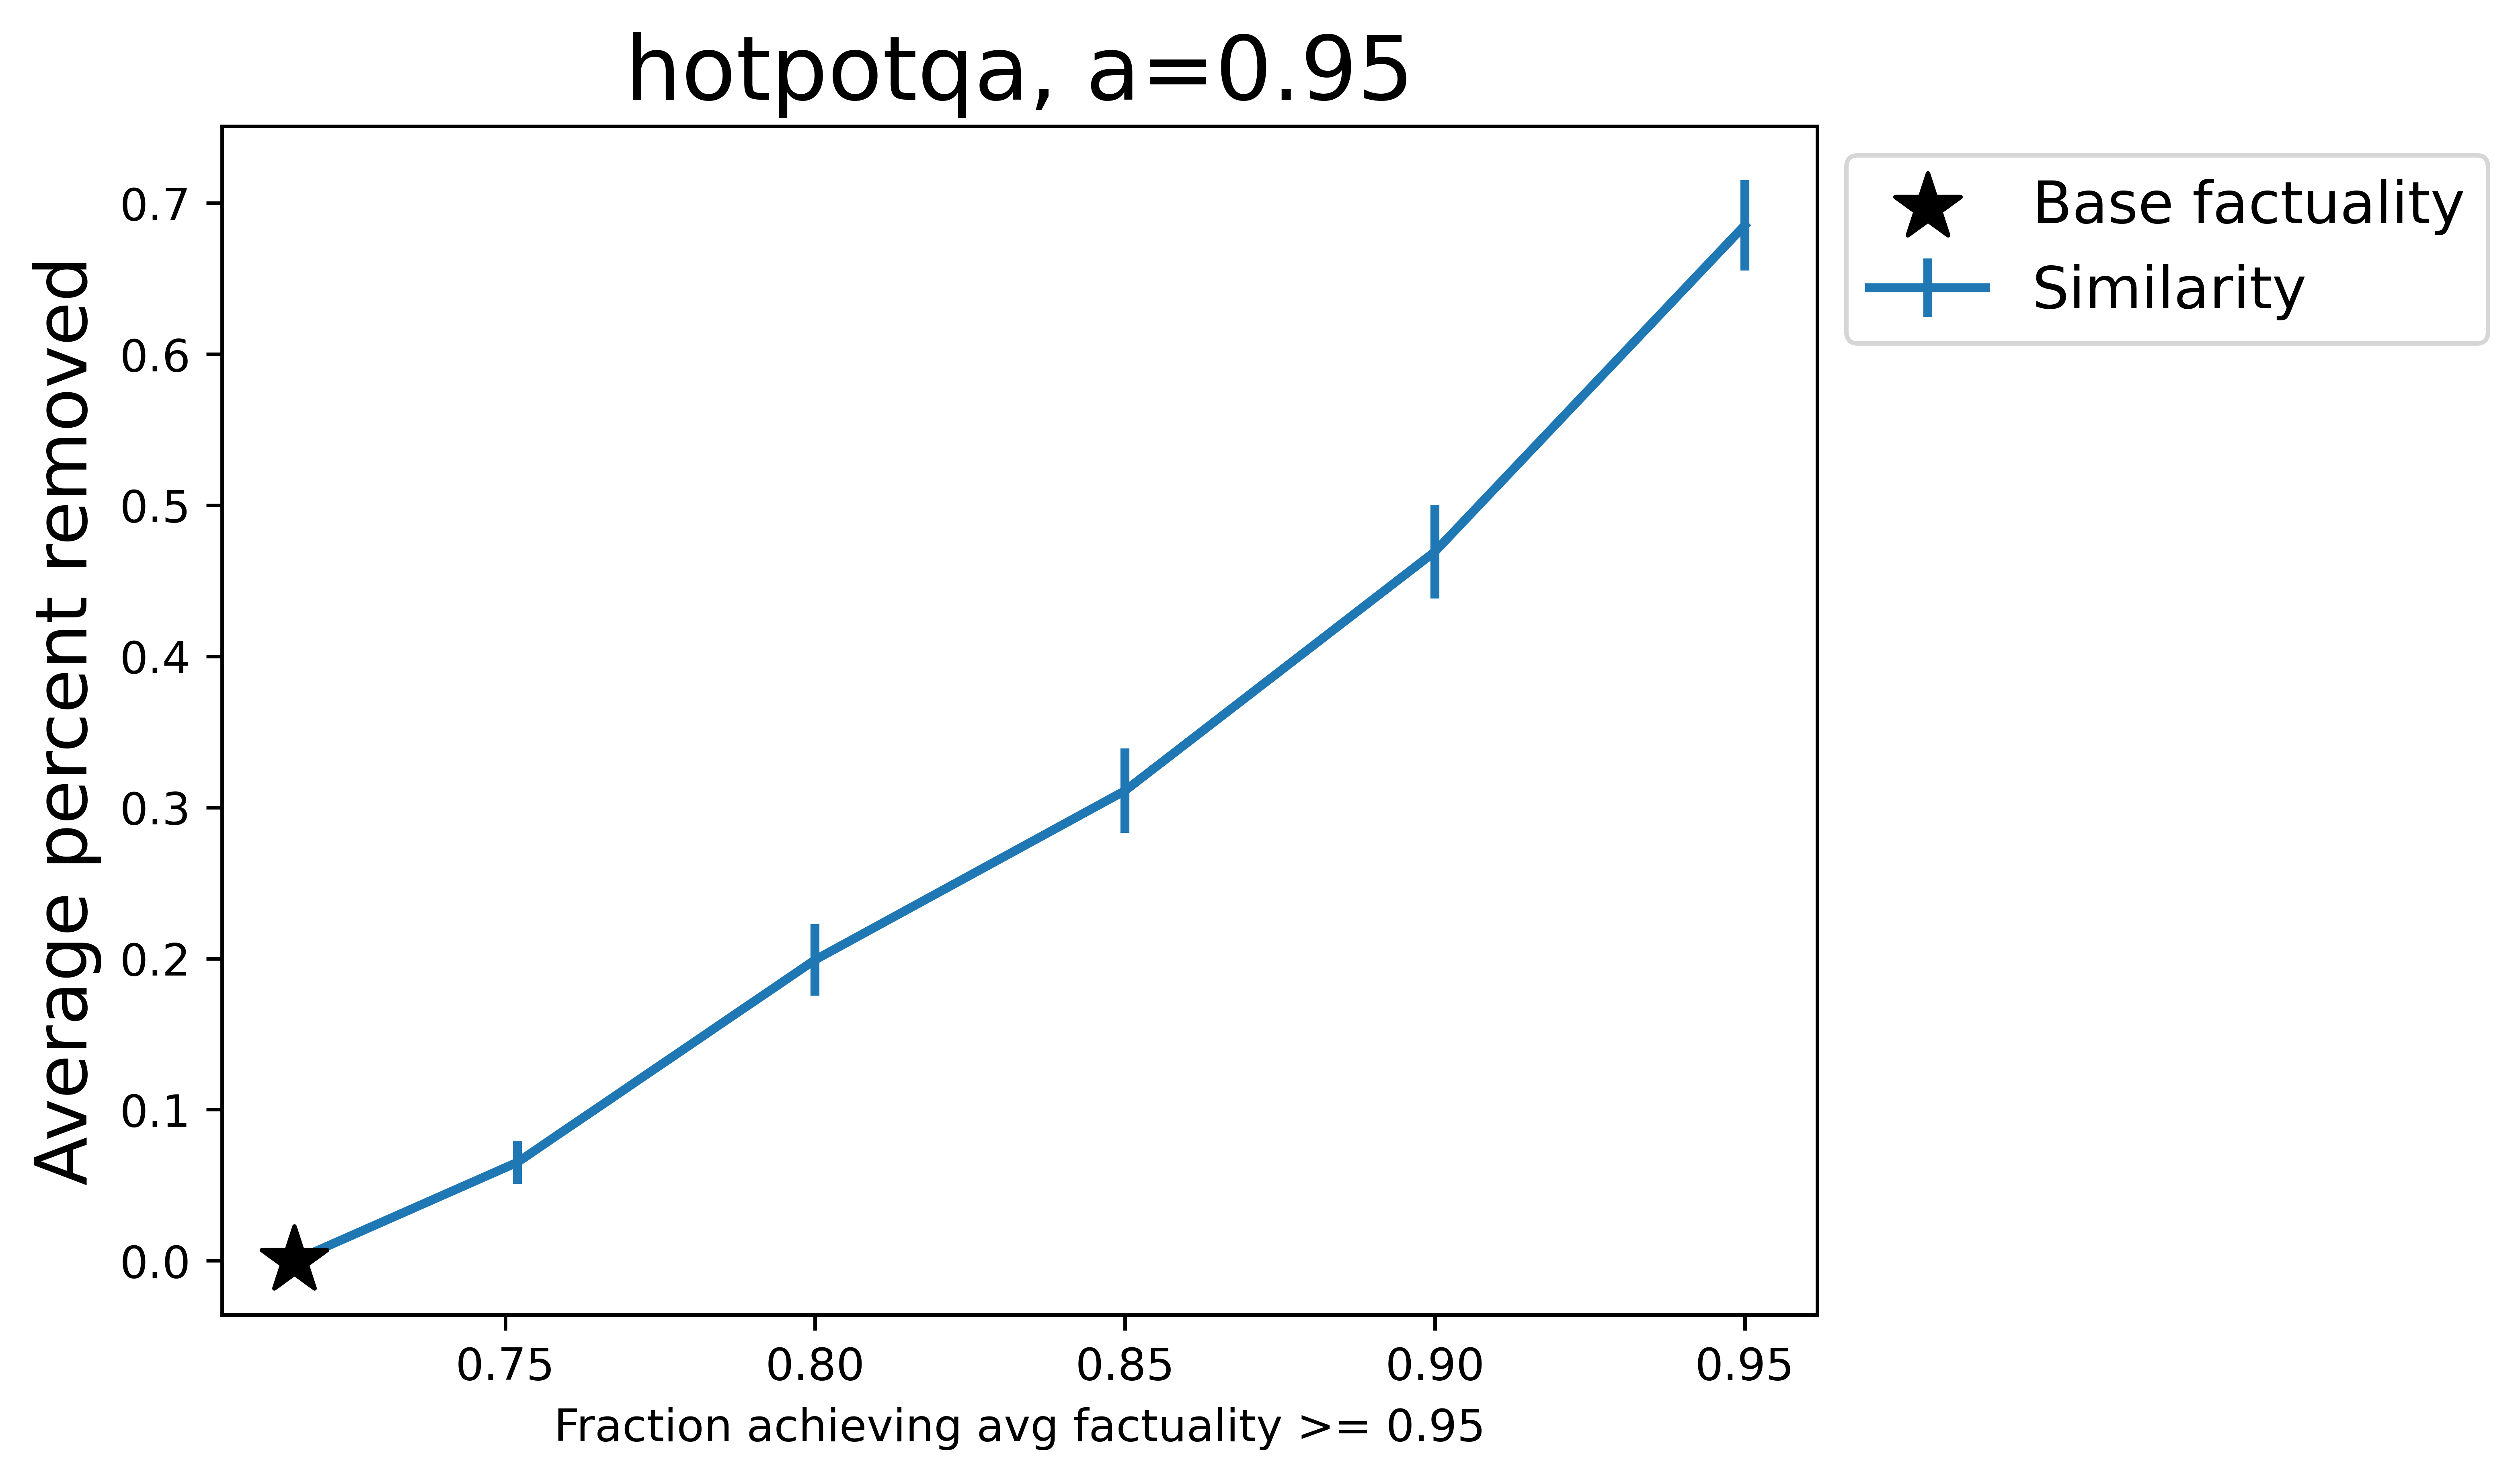 hotpotqa, a=0.95
Average percent removed
0.7
0.6
0.5
0.4
0.3
0.2
0.1
0.0
0.75 0.80 0.85 0.90 0.95
Fraction achieving avg factuality >= 0.95
Base factuality
Similarity